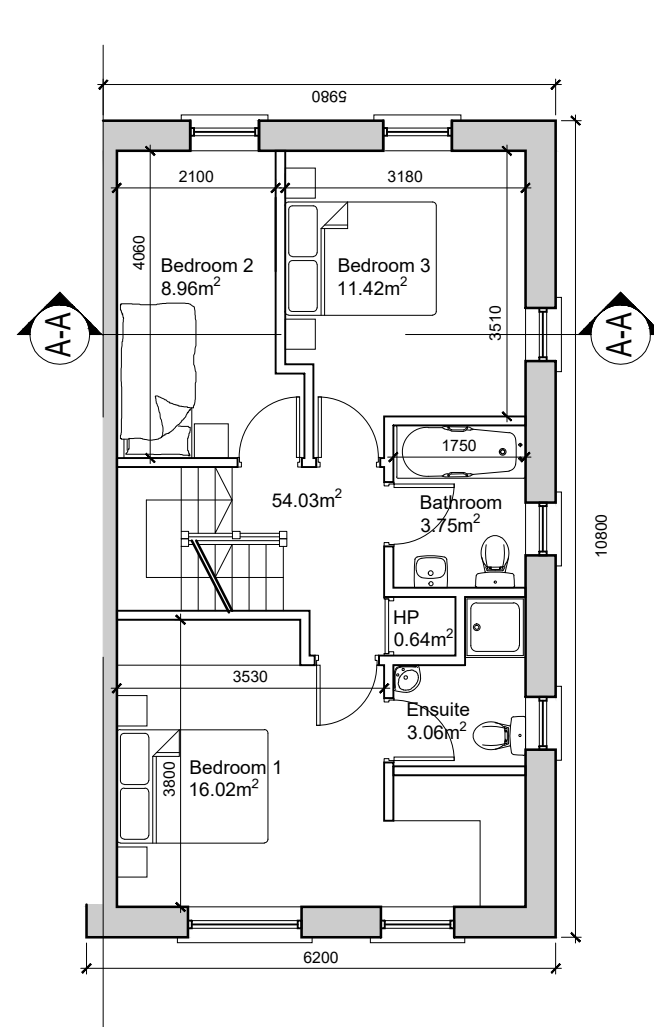 5980
2100
3180
4060
Bedroom 2
8.96m²
Bedroom 3
11.42m²
A-A
3510
A-A
1750
54.03m²
Bathroom
3.75m²
10800
HP
0.64m²
3530
Ensuite
3.06m²
Bedroom 1
16.02m²
3800
6200